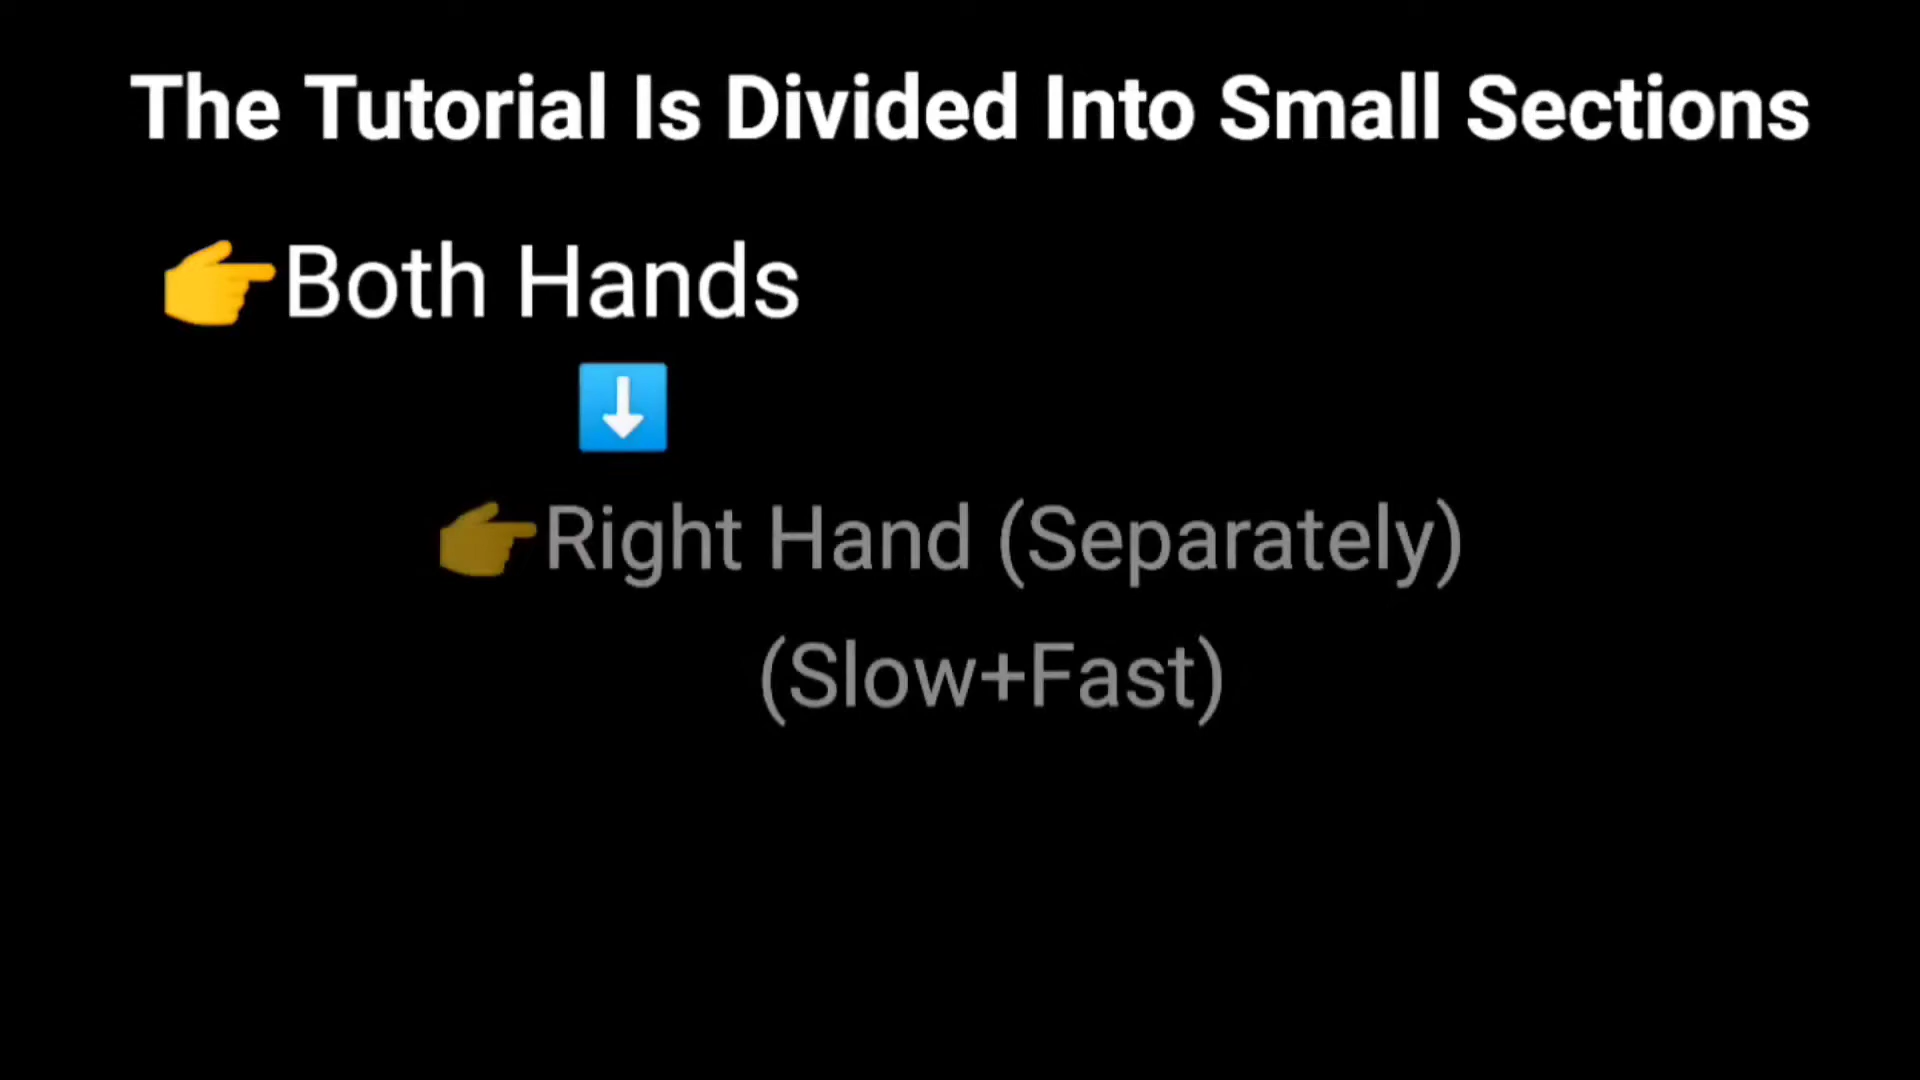 The Tutorial Is Divided Into Small Sections
👉Both Hands
⬇️
👉Right Hand (Separately)
(Slow+Fast)